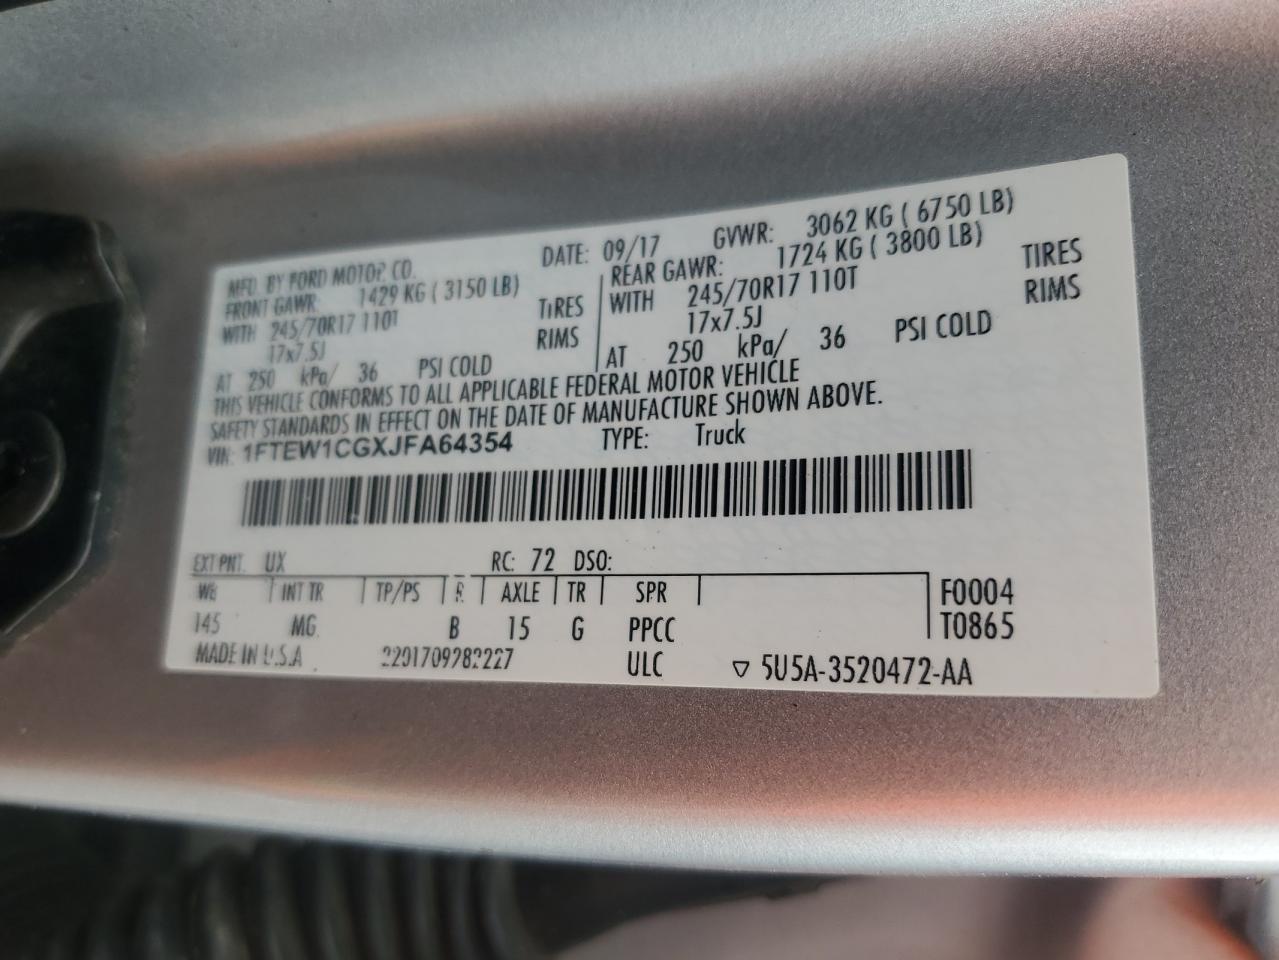 MFD. BY FORD MOTOR CO. DATE: 09/17 GVWR: 3062 KG ( 6750 LB)
FRONT GAWR: 1429 KG ( 3150 LB) REAR GAWR: 1724 KG ( 3800 LB)
WITH 245/70R17 110T TIRES WITH 245/70R17 110T TIRES
17x7.5J RIMS 17x7.5J RIMS
AT 250 kPa/ 36 PSI COLD AT 250 kPa/ 36 PSI COLD
THIS VEHICLE CONFORMS TO ALL APPLICABLE FEDERAL MOTOR VEHICLE
SAFETY STANDARDS IN EFFECT ON THE DATE OF MANUFACTURE SHOWN ABOVE.
VIN: 1FTEW1CGXJFA64354 TYPE: Truck
EXT PNT: UX RC: 72 DSO:
WB INT TR TP/PS R AXLE TR SPR F0004
145 MG B 15 G PPCC T0865
MADE IN U.S.A ULC ▽ 5U5A-3520472-AA